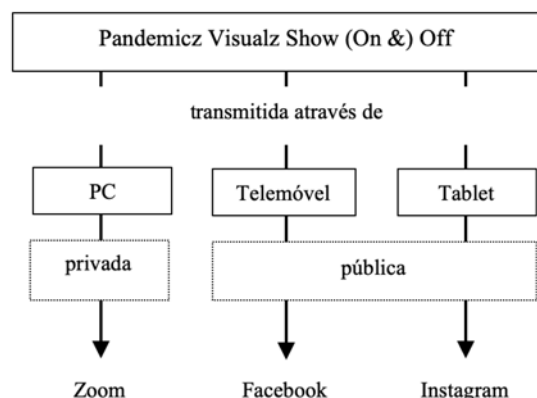 Pandemicz Visualz Show (On &) Off
transmitida através de
PC Telemóvel Tablet
privada pública
Zoom Facebook Instagram